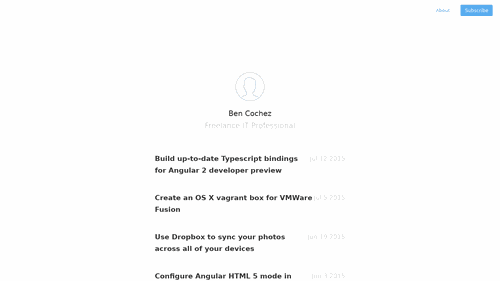 About
Subscribe
Ben Cochez
Freelance IT Professional
Build up-to-date Typescript bindings
for Angular 2 developer preview
Jul 12 2015
Create an OS X vagrant box for VMWare
Fusion
Jul 5 2015
Use Dropbox to sync your photos
across all of your devices
Jun 19 2015
Configure Angular HTML 5 mode in
2015